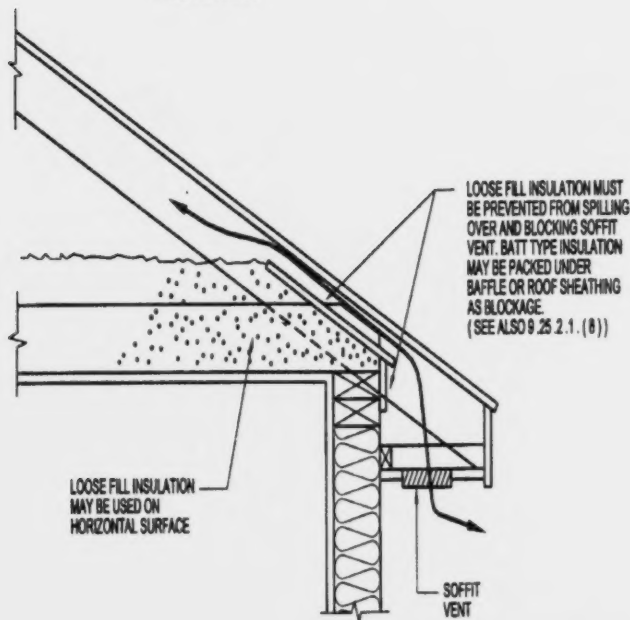 LOOSE FILL INSULATION MUST
BE PREVENTED FROM SPILLING
OVER AND BLOCKING SOFFIT
VENT. BATT TYPE INSULATION
MAY BE PACKED UNDER
BAFFLE OR ROOF SHEATHING
AS BLOCKAGE.
( SEE ALSO 9.25.2.1. ( 8 ) )
LOOSE FILL INSULATION
MAY BE USED ON
HORIZONTAL SURFACE
SOFFIT
VENT